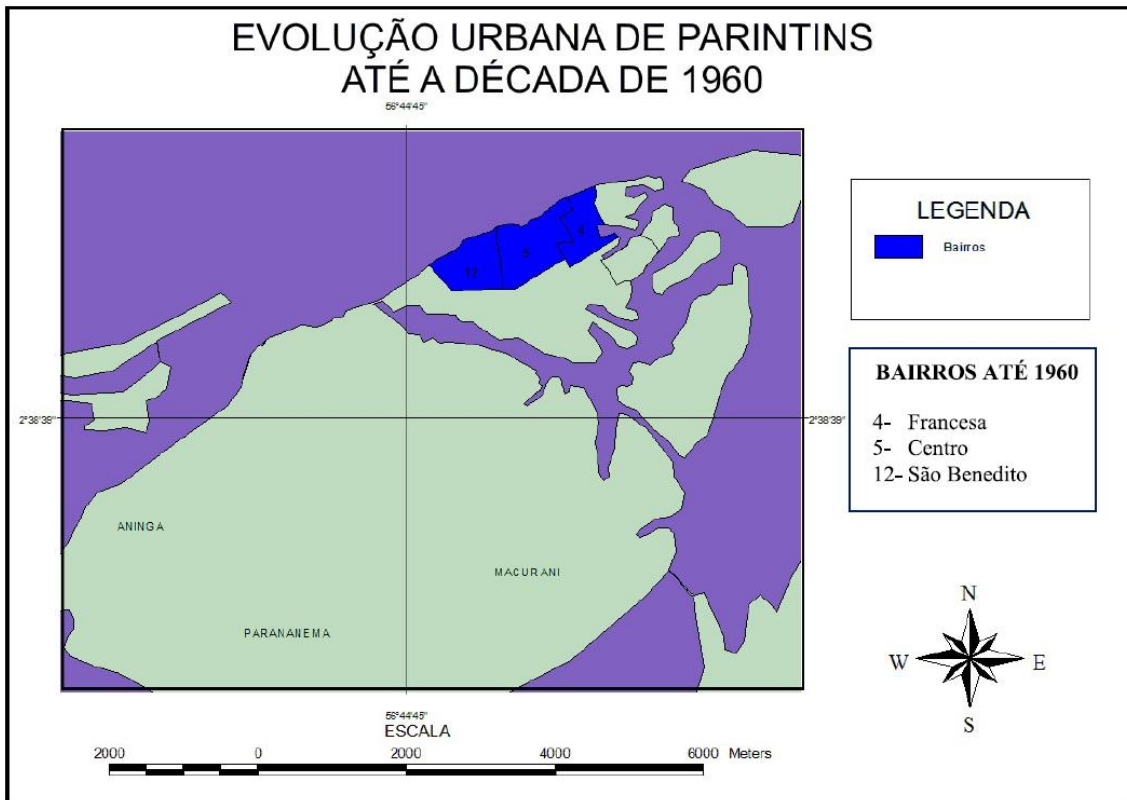 EVOLUÇÃO URBANA DE PARINTINS
ATÉ A DÉCADA DE 1960
56°44'45"
LEGENDA
Bairros
4
5
12
BAIRROS ATÉ 1960
4- Francesa
5- Centro
12- São Benedito
2°38'38"
2°38'39"
ANINGA
MACURANI
PARANANEMA
N
W
E
S
56°44'45"
ESCALA
2000 0 2000 4000 6000 Meters